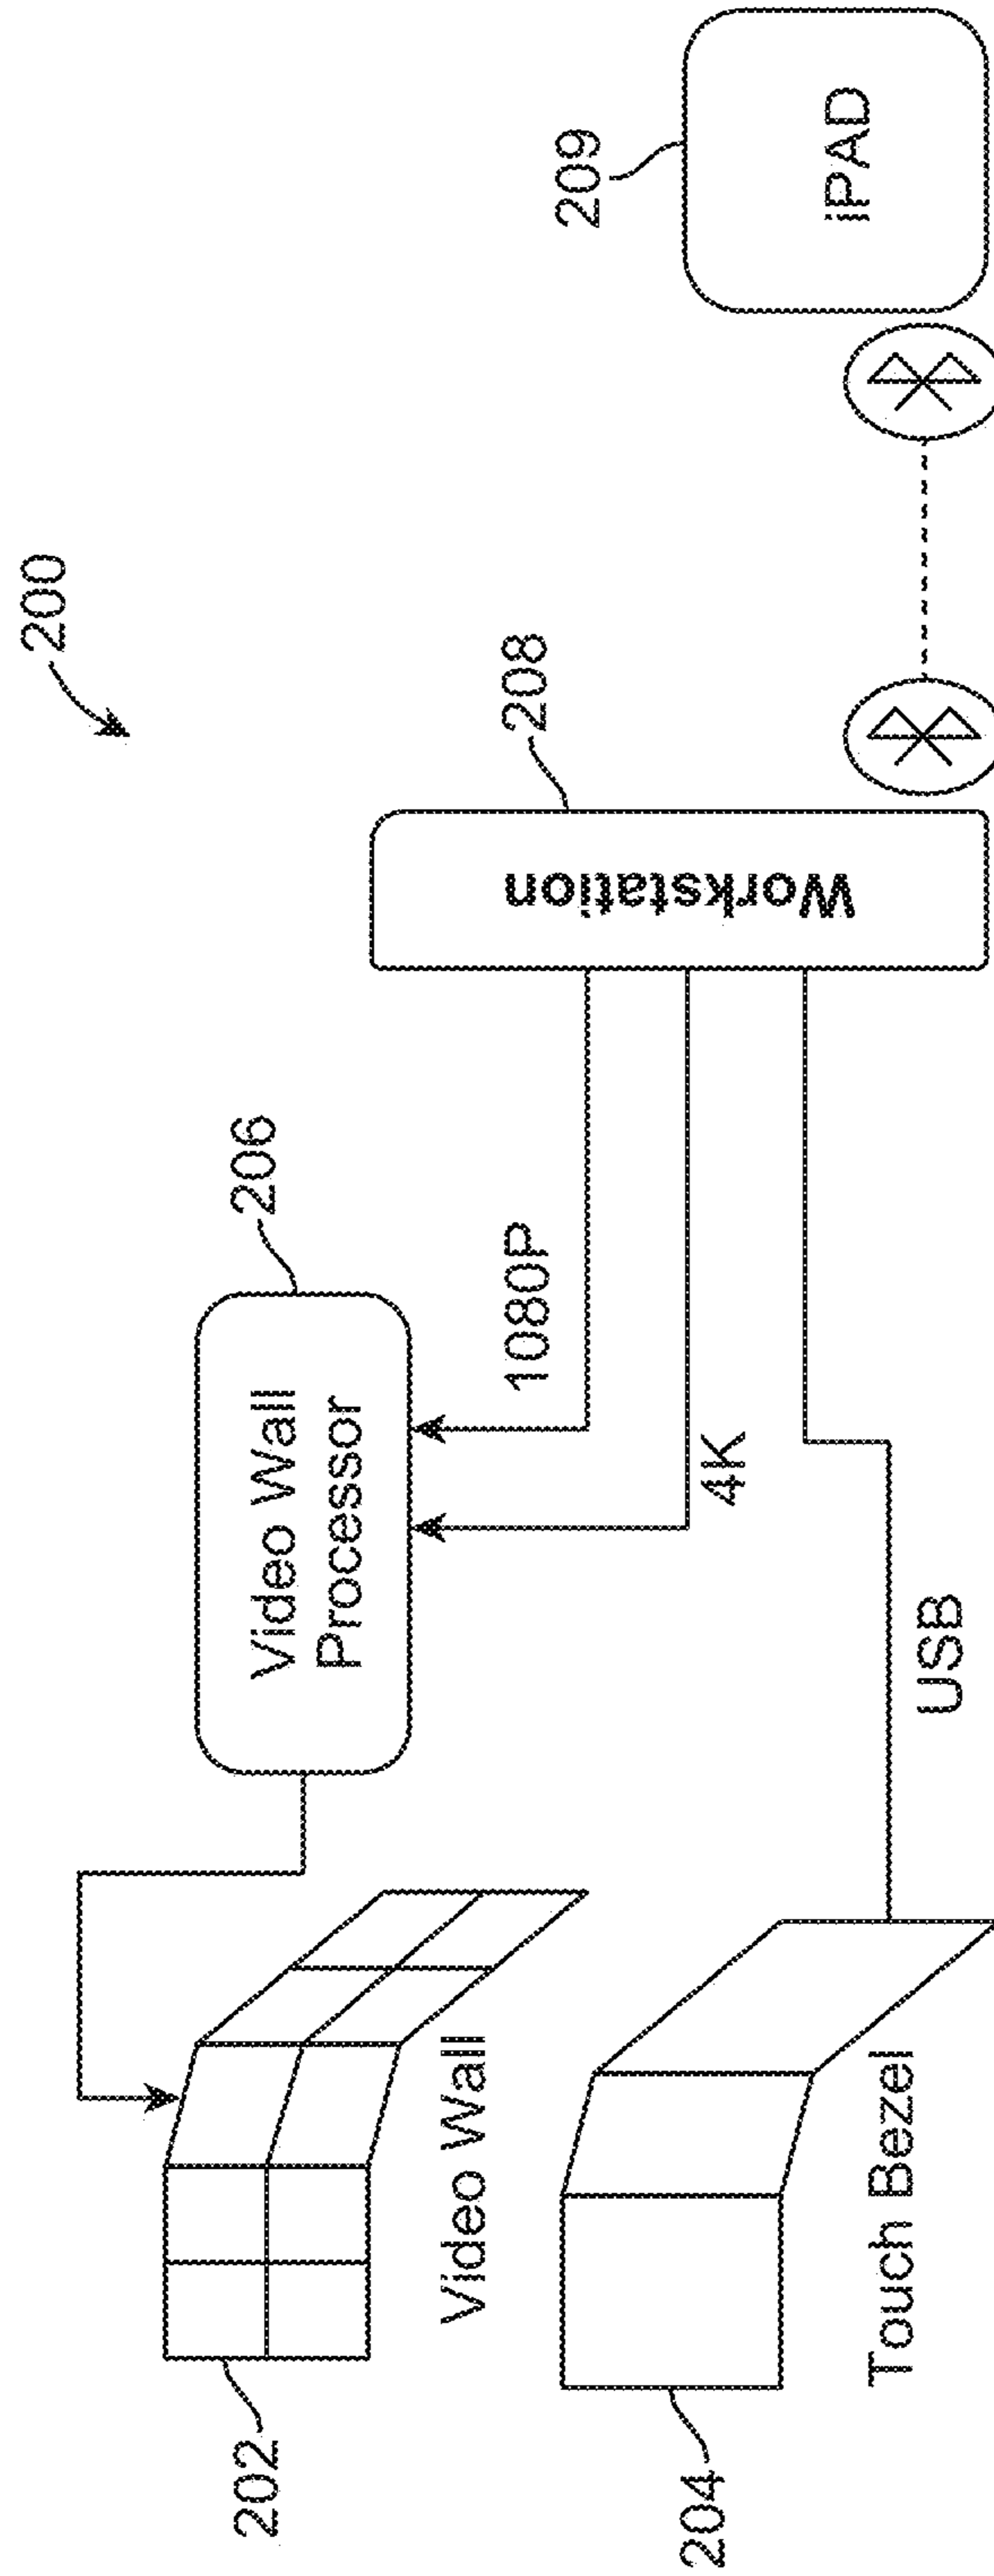 200
206
Video Wall
Processor
208
209
iPAD
Workstation
1080P
4K
USB
202
Video Wall
204
Touch Bezel